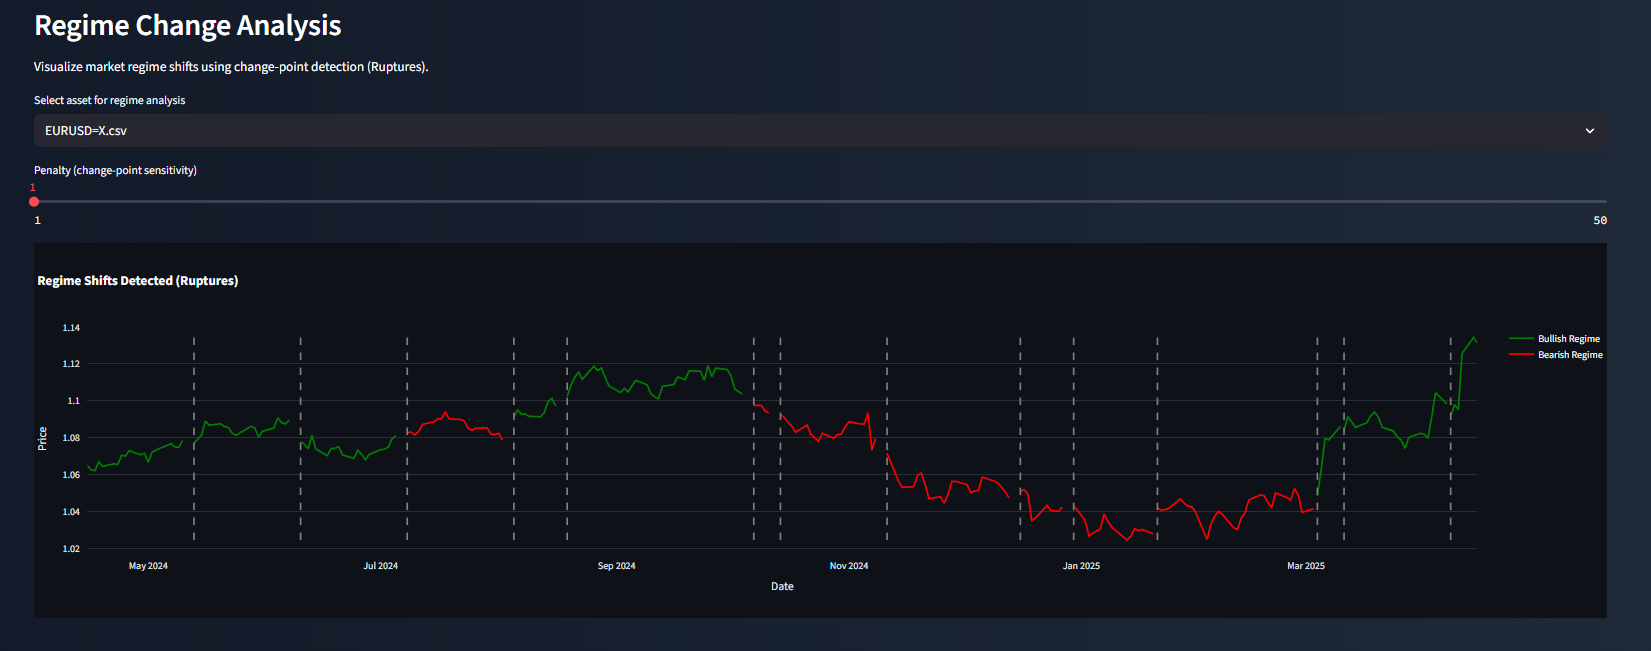 Regime Change Analysis
Visualize market regime shifts using change-point detection (Ruptures).
Select asset for regime analysis
EURUSD=X.csv
Penalty (change-point sensitivity)
1
1 50
Regime Shifts Detected (Ruptures)
Bullish Regime
Bearish Regime
Price
1.14
1.12
1.1
1.08
1.06
1.04
1.02
May 2024 Jul 2024 Sep 2024 Nov 2024 Jan 2025 Mar 2025
Date